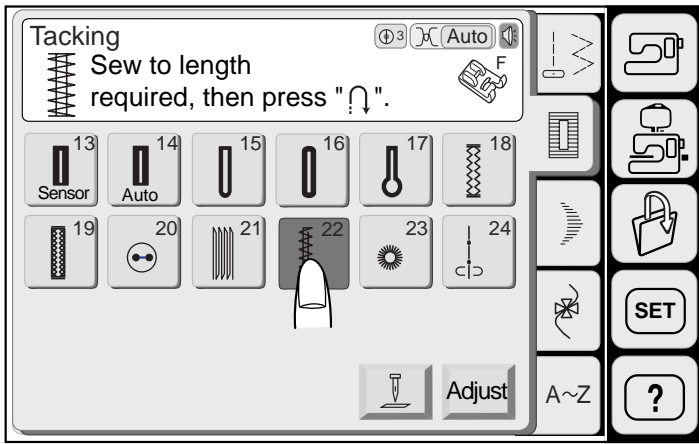 Tacking
3 Auto
Sew to length F
required, then press " ".
13 14 15 16 17 18
Sensor Auto
19 20 21 22 23 24
SET
Adjust A~Z ?